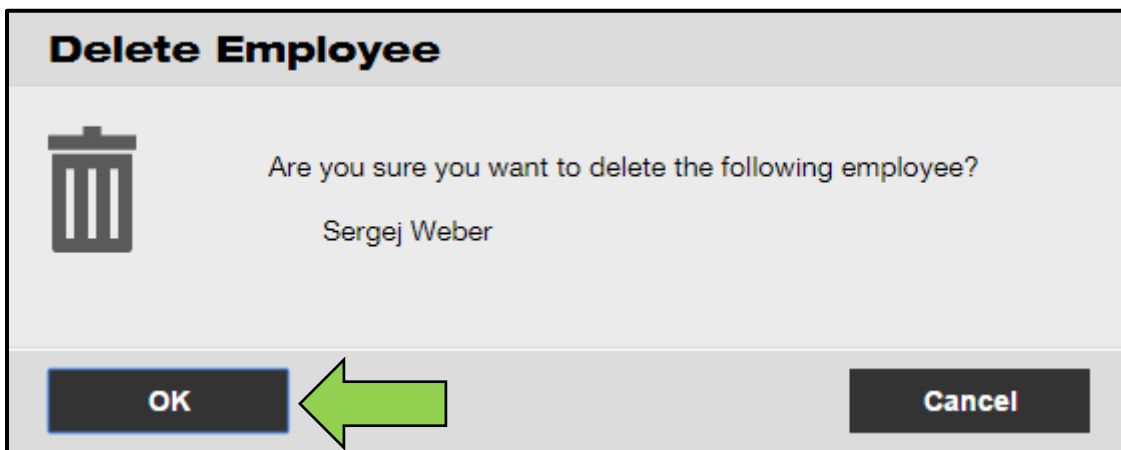 Delete Employee
Are you sure you want to delete the following employee?
Sergej Weber
OK
Cancel